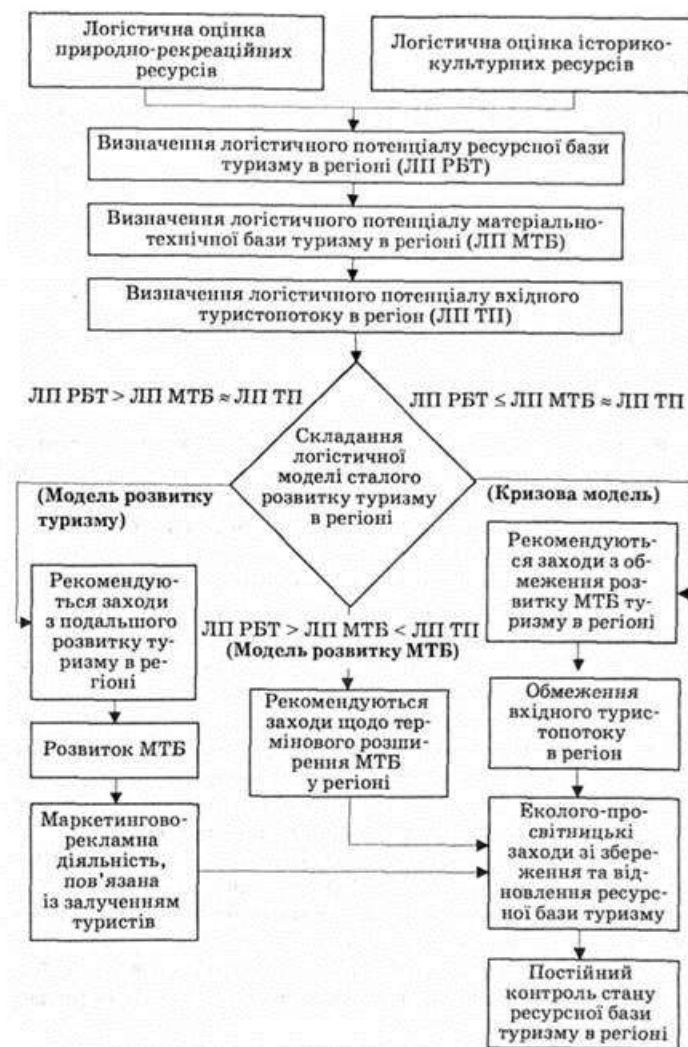 Логістична оцінка
природно-рекреаційних
ресурсів
Логістична оцінка історико-
культурних ресурсів
Визначення логістичного потенціалу ресурсної бази
туризму в регіоні (ЛП РБТ)
Визначення логістичного потенціалу матеріально-
технічної бази туризму в регіоні (ЛП МТБ)
Визначення логістичного потенціалу вхідного
туристопотоку в регіон (ЛП ТП)
ЛП РБТ > ЛП МТБ ≈ ЛП ТП
ЛП РБТ ≤ ЛП МТБ ≈ ЛП ТП
Складання
логістичної
моделі сталого
розвитку туризму
в регіоні
(Модель розвитку
туризму)
(Кризова модель)
Рекомендую-
ться заходи
з подальшого
розвитку ту-
ризму в ре-
гіоні
Розвиток МТБ
Маркетингово-
рекламна
діяльність,
пов'язана
із залученням
туристів
ЛП РБТ > ЛП МТБ < ЛП ТП
(Модель розвитку МТБ)
Рекомендуються
заходи щодо тер-
мінового розши-
рення МТБ
у регіоні
Рекомендують-
ся заходи з об-
меження роз-
витку МТБ ту-
ризму в регіоні
Обмеження
вхідного турис-
топотоку
в регіон
Еколого-про-
світницькі
заходи зі збере-
ження та від-
новлення ресурс-
ної бази туризму
Постійний
контроль стану
ресурсної бази
туризму в регіоні